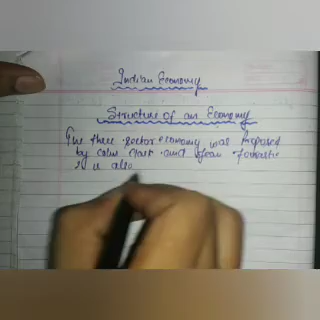 Indian Economy
Structure of an Economy
The three sector economy was proposed
by Colin Clark and Jean Fourastie
It is also